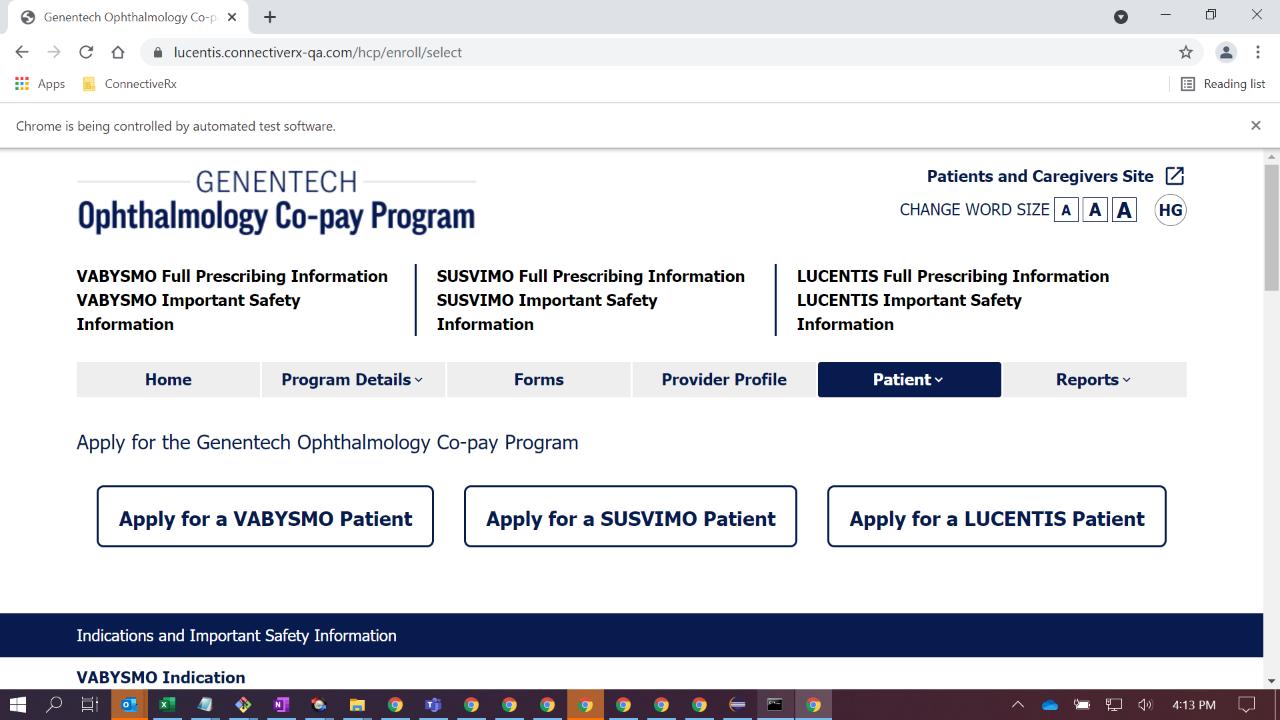 Genentech Ophthalmology Co-p
lucentis.connectiverx-qa.com/hcp/enroll/select
Apps
ConnectiveRx
Reading list
Chrome is being controlled by automated test software.
GENENTECH
Ophthalmology Co-pay Program
Patients and Caregivers Site
CHANGE WORD SIZE A A A HG
VABYSMO Full Prescribing Information
VABYSMO Important Safety
Information
SUSVIMO Full Prescribing Information
SUSVIMO Important Safety
Information
LUCENTIS Full Prescribing Information
LUCENTIS Important Safety
Information
Home
Program Details
Forms
Provider Profile
Patient
Reports
Apply for the Genentech Ophthalmology Co-pay Program
Apply for a VABYSMO Patient
Apply for a SUSVIMO Patient
Apply for a LUCENTIS Patient
Indications and Important Safety Information
VABYSMO Indication
4:13 PM